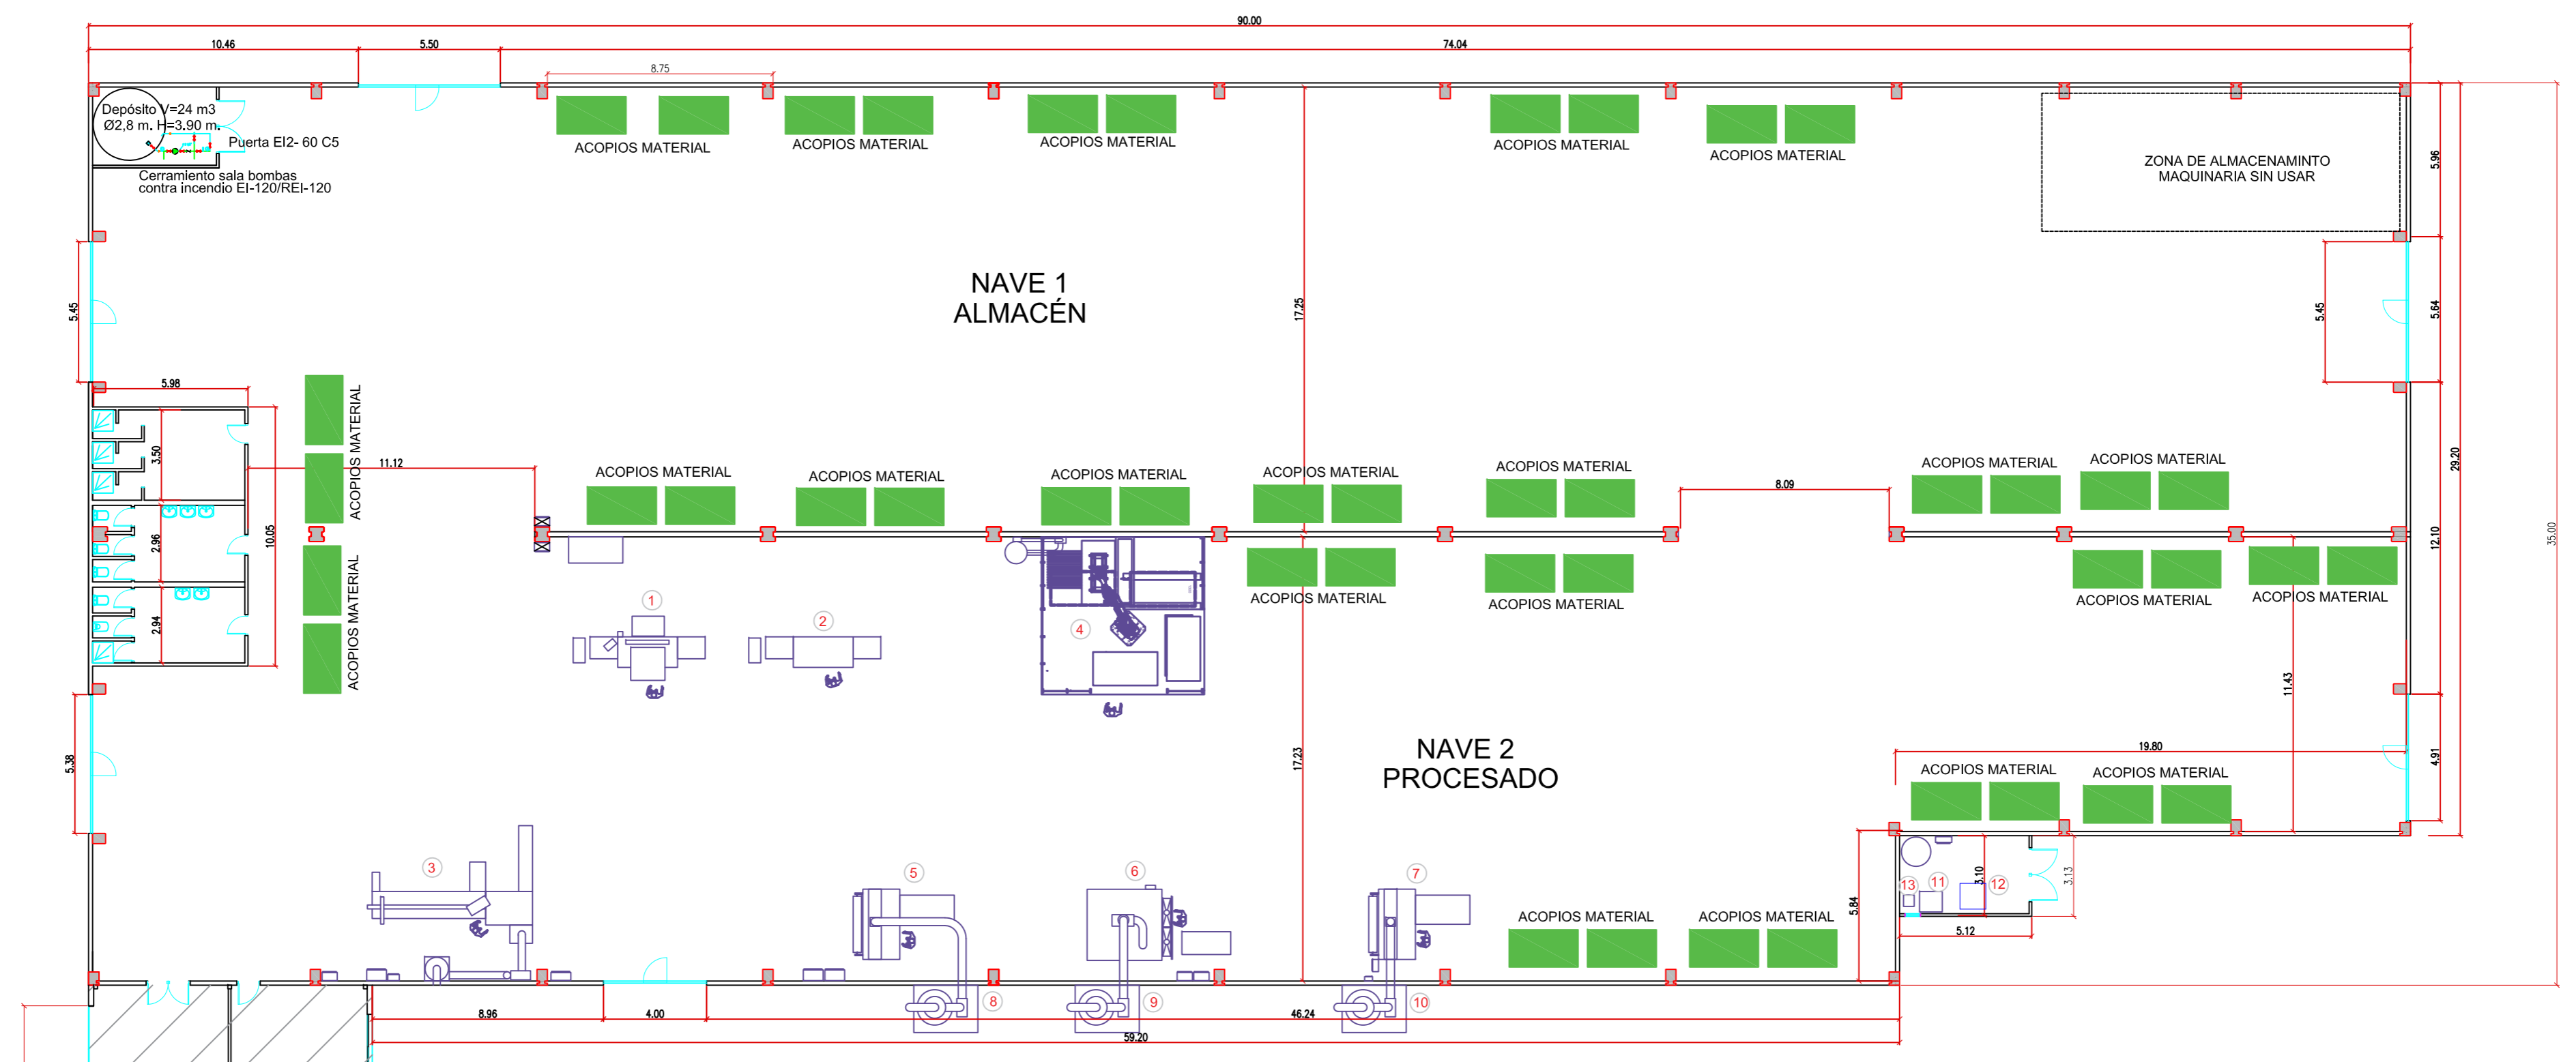 90.00
10.46
5.50
74.04
8.75
Depósito V=24 m3
Ø2,8 m. H=3.90 m.
Puerta EI2- 60 C5
Cerramiento sala bombas
contra incendio EI-120/REI-120
ACOPIOS MATERIAL
ACOPIOS MATERIAL
ACOPIOS MATERIAL
ACOPIOS MATERIAL
ACOPIOS MATERIAL
ZONA DE ALMACENAMINTO
MAQUINARIA SIN USAR
5.96
NAVE 1
ALMACÉN
17.25
5.45
5.45
5.64
5.98
3.50
ACOPIOS MATERIAL
11.12
ACOPIOS MATERIAL
ACOPIOS MATERIAL
ACOPIOS MATERIAL
ACOPIOS MATERIAL
ACOPIOS MATERIAL
8.09
ACOPIOS MATERIAL
ACOPIOS MATERIAL
29.20
35.00
12.10
2.96
10.05
2.94
ACOPIOS MATERIAL
1
2
4
ACOPIOS MATERIAL
ACOPIOS MATERIAL
ACOPIOS MATERIAL
ACOPIOS MATERIAL
11.43
NAVE 2
PROCESADO
17.23
5.38
19.80
4.91
ACOPIOS MATERIAL
ACOPIOS MATERIAL
3
5
6
7
13
11
3.10
12
3.13
5.84
ACOPIOS MATERIAL
ACOPIOS MATERIAL
5.12
8
9
10
8.96
4.00
46.24
59.20